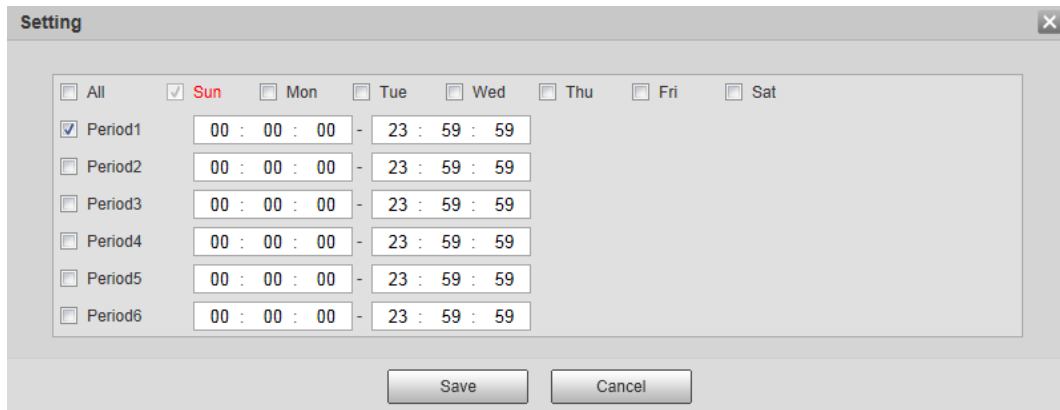 Setting
All Sun Mon Tue Wed Thu Fri Sat
Period1 00 : 00 : 00 - 23 : 59 : 59
Period2 00 : 00 : 00 - 23 : 59 : 59
Period3 00 : 00 : 00 - 23 : 59 : 59
Period4 00 : 00 : 00 - 23 : 59 : 59
Period5 00 : 00 : 00 - 23 : 59 : 59
Period6 00 : 00 : 00 - 23 : 59 : 59
Save Cancel